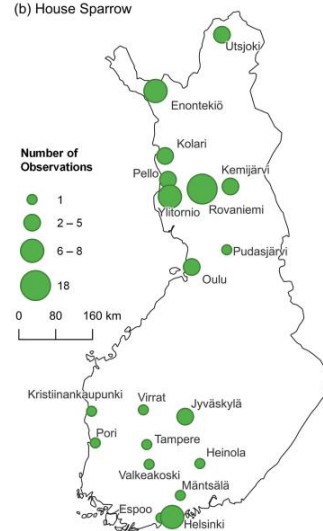 (b) House Sparrow
Utsjoki
Enontekiö
Kolari
Number of
Observations
1
2 – 5
6 – 8
18
Pello
Kemijärvi
Ylitornio
Rovaniemi
Pudasjärvi
Oulu
0 80 160 km
Kristiinankaupunki
Virrat
Jyväskylä
Pori
Tampere
Heinola
Valkeakoski
Mäntsälä
Espoo
Helsinki